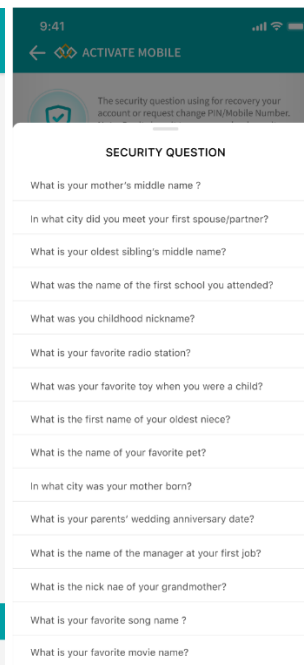 9:41
ACTIVATE MOBILE
The security question using for recovery your
account or request change PIN/Mobile Number.
SECURITY QUESTION
What is your mother's middle name ?
In what city did you meet your first spouse/partner?
What is your oldest sibling's middle name?
What was the name of the first school you attended?
What was you childhood nickname?
What is your favorite radio station?
What was your favorite toy when you were a child?
What is the first name of your oldest niece?
What is the name of your favorite pet?
In what city was your mother born?
What is your parents' wedding anniversary date?
What is the name of the manager at your first job?
What is the nick nae of your grandmother?
What is your favorite song name ?
What is your favorite movie name?